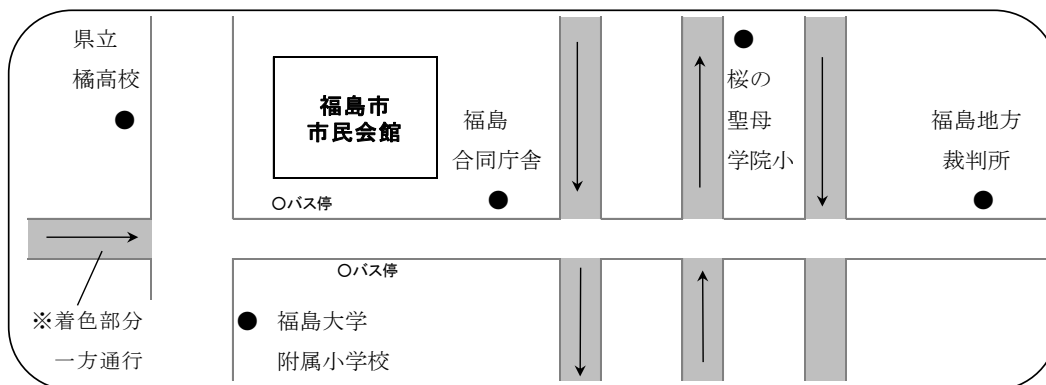 県立
橘高校
福島市
市民会館
福島
合同庁舎
桜の
聖母
学院小
福島地方
裁判所
バス停
バス停
※着色部分
一方通行
福島大学
附属小学校